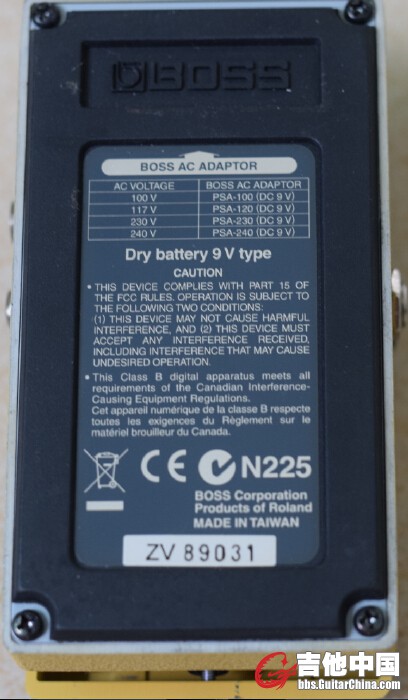 BOSS
BOSS AC ADAPTOR
AC VOLTAGE BOSS AC ADAPTOR
100 V PSA-100 (DC 9 V)
117 V PSA-120 (DC 9 V)
230 V PSA-230 (DC 9 V)
240 V PSA-240 (DC 9 V)
Dry battery 9 V type
CAUTION
• THIS DEVICE COMPLIES WITH PART 15 OF
THE FCC RULES. OPERATION IS SUBJECT TO
THE FOLLOWING TWO CONDITIONS:
(1) THIS DEVICE MAY NOT CAUSE HARMFUL
INTERFERENCE, AND (2) THIS DEVICE MUST
ACCEPT ANY INTERFERENCE RECEIVED,
INCLUDING INTERFERENCE THAT MAY CAUSE
UNDESIRED OPERATION.
• This Class B digital apparatus meets all
requirements of the Canadian Interference-
Causing Equipment Regulations.
Cet appareil numérique de la classe B respecte
toutes les exigences du Règlement sur le
matériel brouilleur du Canada.
CE N225
BOSS Corporation
Products of Roland
MADE IN TAIWAN
ZV 89031
吉他中国
bbs.GuitarChina.com